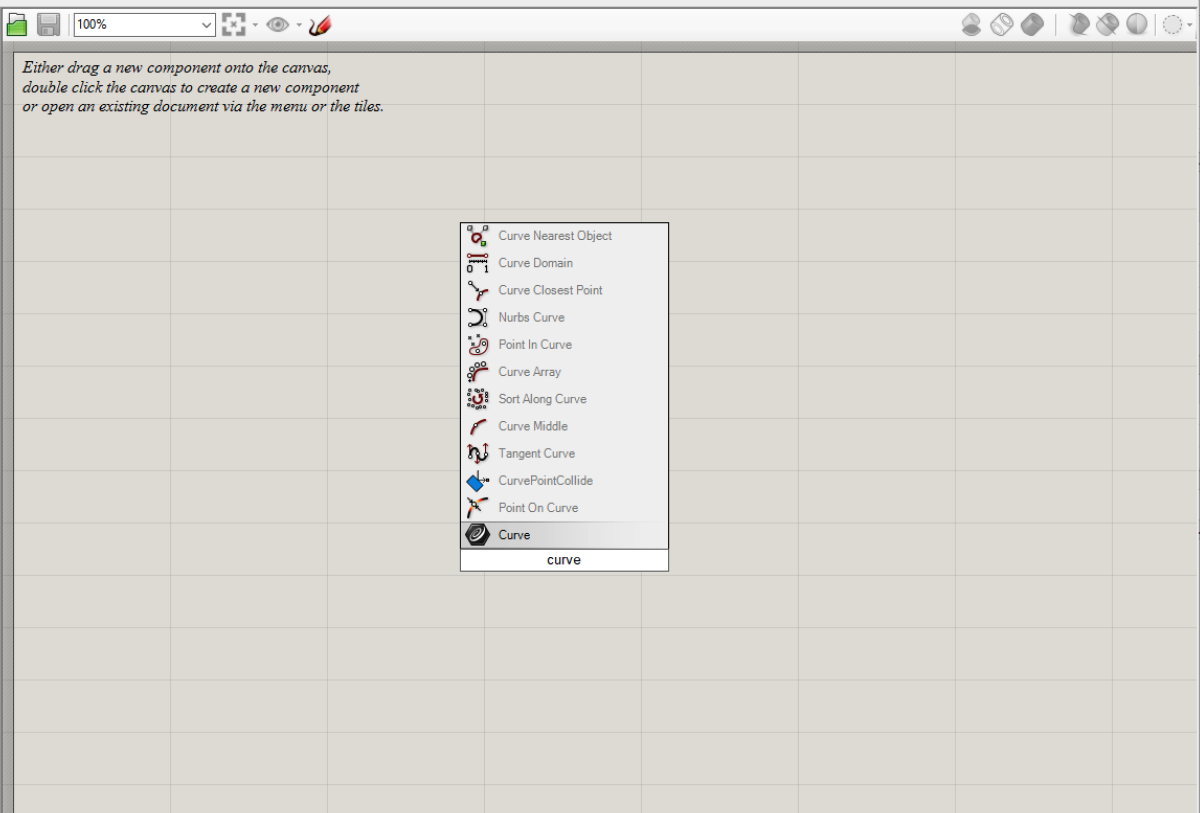 100%
Either drag a new component onto the canvas,
double click the canvas to create a new component
or open an existing document via the menu or the tiles.
Curve Nearest Object
0 1
Curve Domain
Curve Closest Point
Nurbs Curve
Point In Curve
Curve Array
Sort Along Curve
Curve Middle
Tangent Curve
CurvePointCollide
Point On Curve
Curve
curve